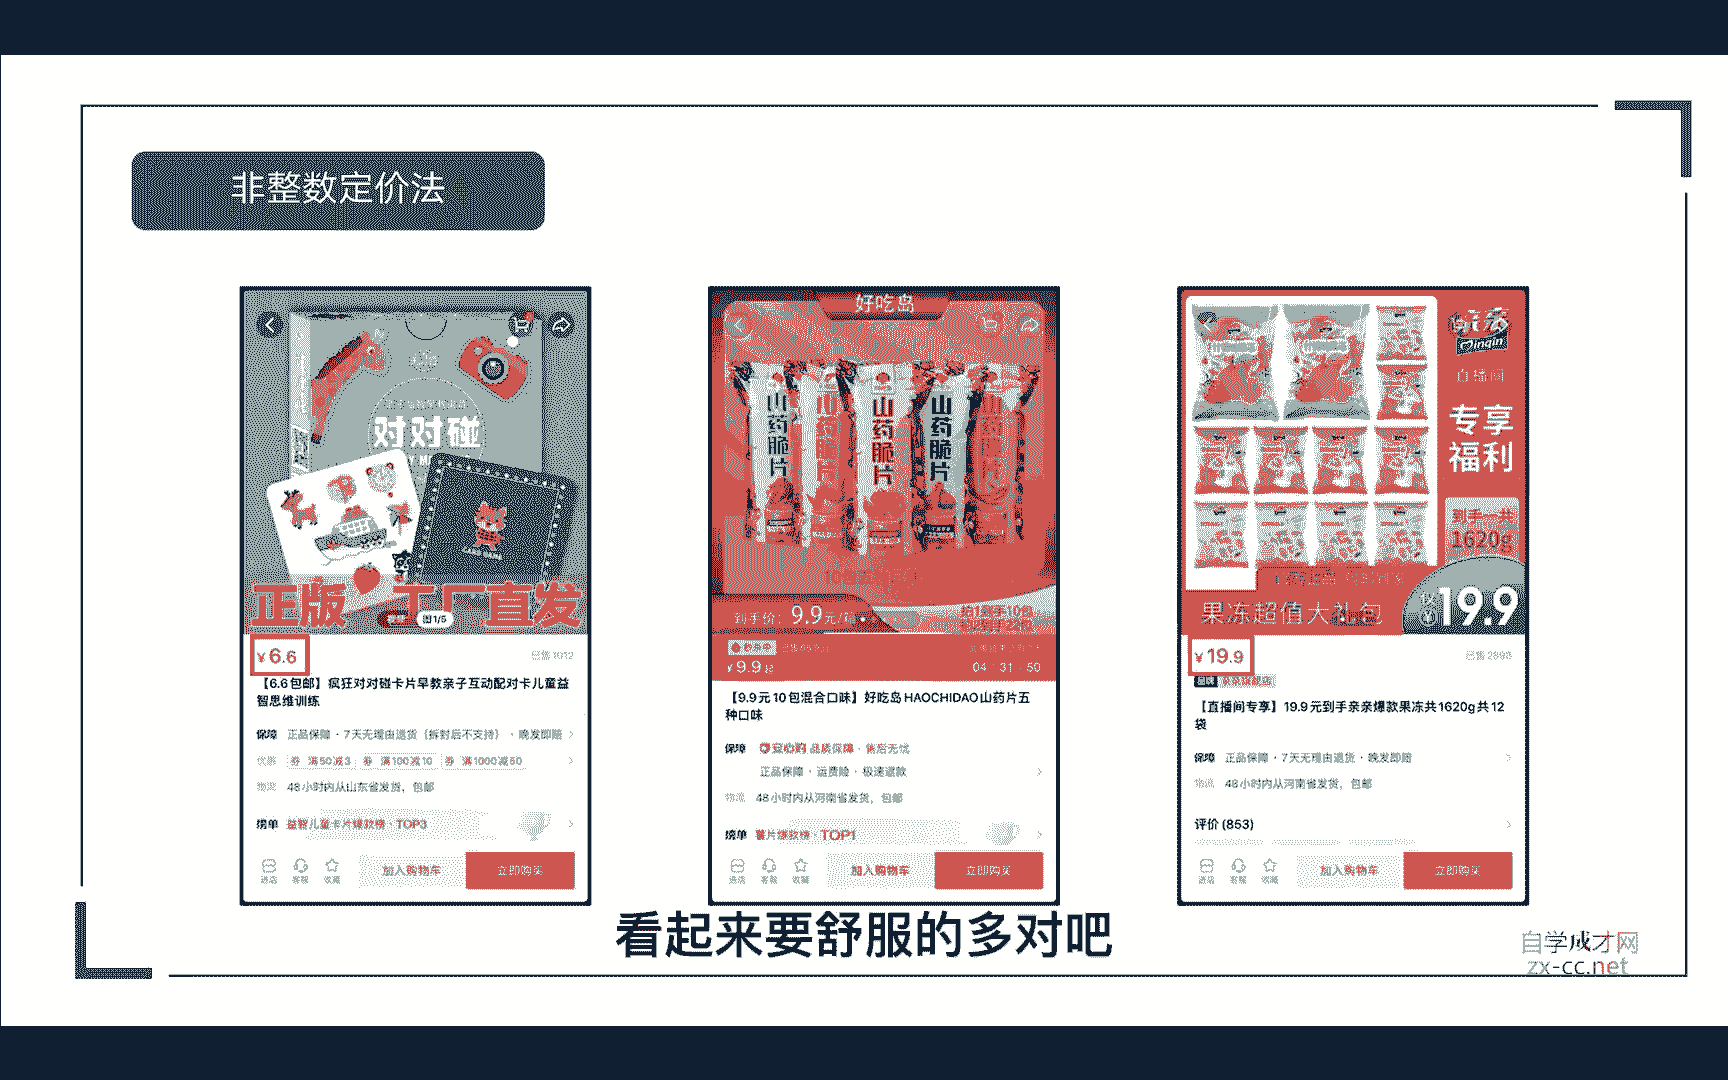 非整数定价法
对对碰
正版 工厂直发
图1/5
¥6.6
已售1012
【6.6包邮】疯狂对对碰卡片早教亲子互动配对卡儿童益
智思维训练
保障 正品保障 · 7天无理由退货（拆封后不支持） · 晚发即赔
优惠 券 满50减3 券 满100减10 券 满1000减50
物流 48小时内从山东省发货，包邮
榜单 益智儿童卡片爆款榜 · TOP3
进店 客服 收藏 加入购物车 立即购买
好吃岛
山药脆片
山药脆片
山药脆片
山药脆片
山药脆片
到手价：9.9元/
¥9.9起
04 : 31 : 50
【9.9元10包混合口味】好吃岛HAOCHIDAO山药片五
种口味
保障 安心购 品质保障 · 售后无忧
正品保障 · 运费险 · 极速退款
物流 48小时内从河南省发货，包邮
榜单 薯片爆款榜 · TOP1
进店 客服 收藏 加入购物车 立即购买
Qinqin
直播间
专享
福利
到手一共
1620g
果冻超值大礼包
19.9
¥19.9
已售2893
品牌 亲亲旗舰店
【直播间专享】19.9元到手亲亲爆款果冻共1620g共12
袋
保障 正品保障 · 7天无理由退货 · 晚发即赔
物流 48小时内从河南省发货，包邮
评价 (853)
进店 客服 收藏 加入购物车 立即购买
看起来要舒服的多对吧
自学成才网
zx-cc.net